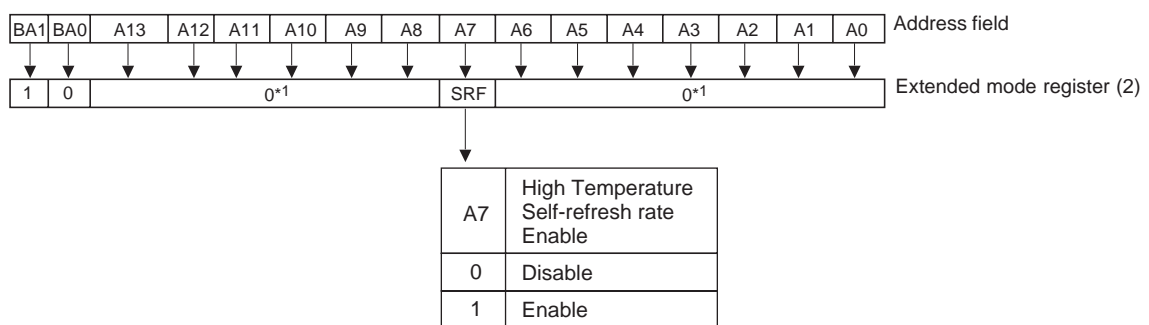 BA1 BA0 A13 A12 A11 A10 A9 A8 A7 A6 A5 A4 A3 A2 A1 A0 Address field
1 0 0*1 SRF 0*1 Extended mode register (2)
A7 High Temperature
Self-refresh rate
Enable
0 Disable
1 Enable